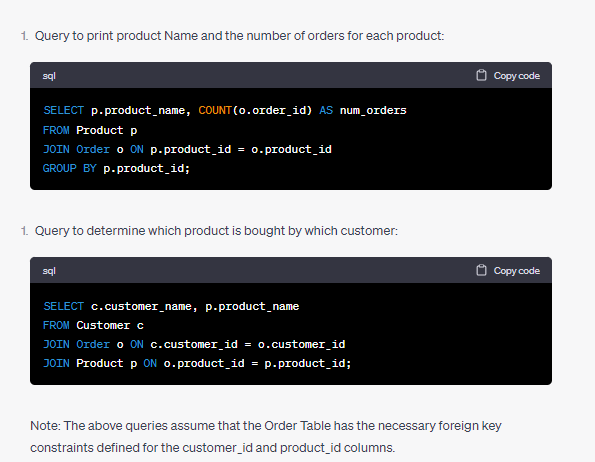 1. Query to print product Name and the number of orders for each product:
sql Copy code
SELECT p.product_name, COUNT(o.order_id) AS num_orders
FROM Product p
JOIN Order o ON p.product_id = o.product_id
GROUP BY p.product_id;
1. Query to determine which product is bought by which customer:
sql Copy code
SELECT c.customer_name, p.product_name
FROM Customer c
JOIN Order o ON c.customer_id = o.customer_id
JOIN Product p ON o.product_id = p.product_id;
Note: The above queries assume that the Order Table has the necessary foreign key
constraints defined for the customer_id and product_id columns.